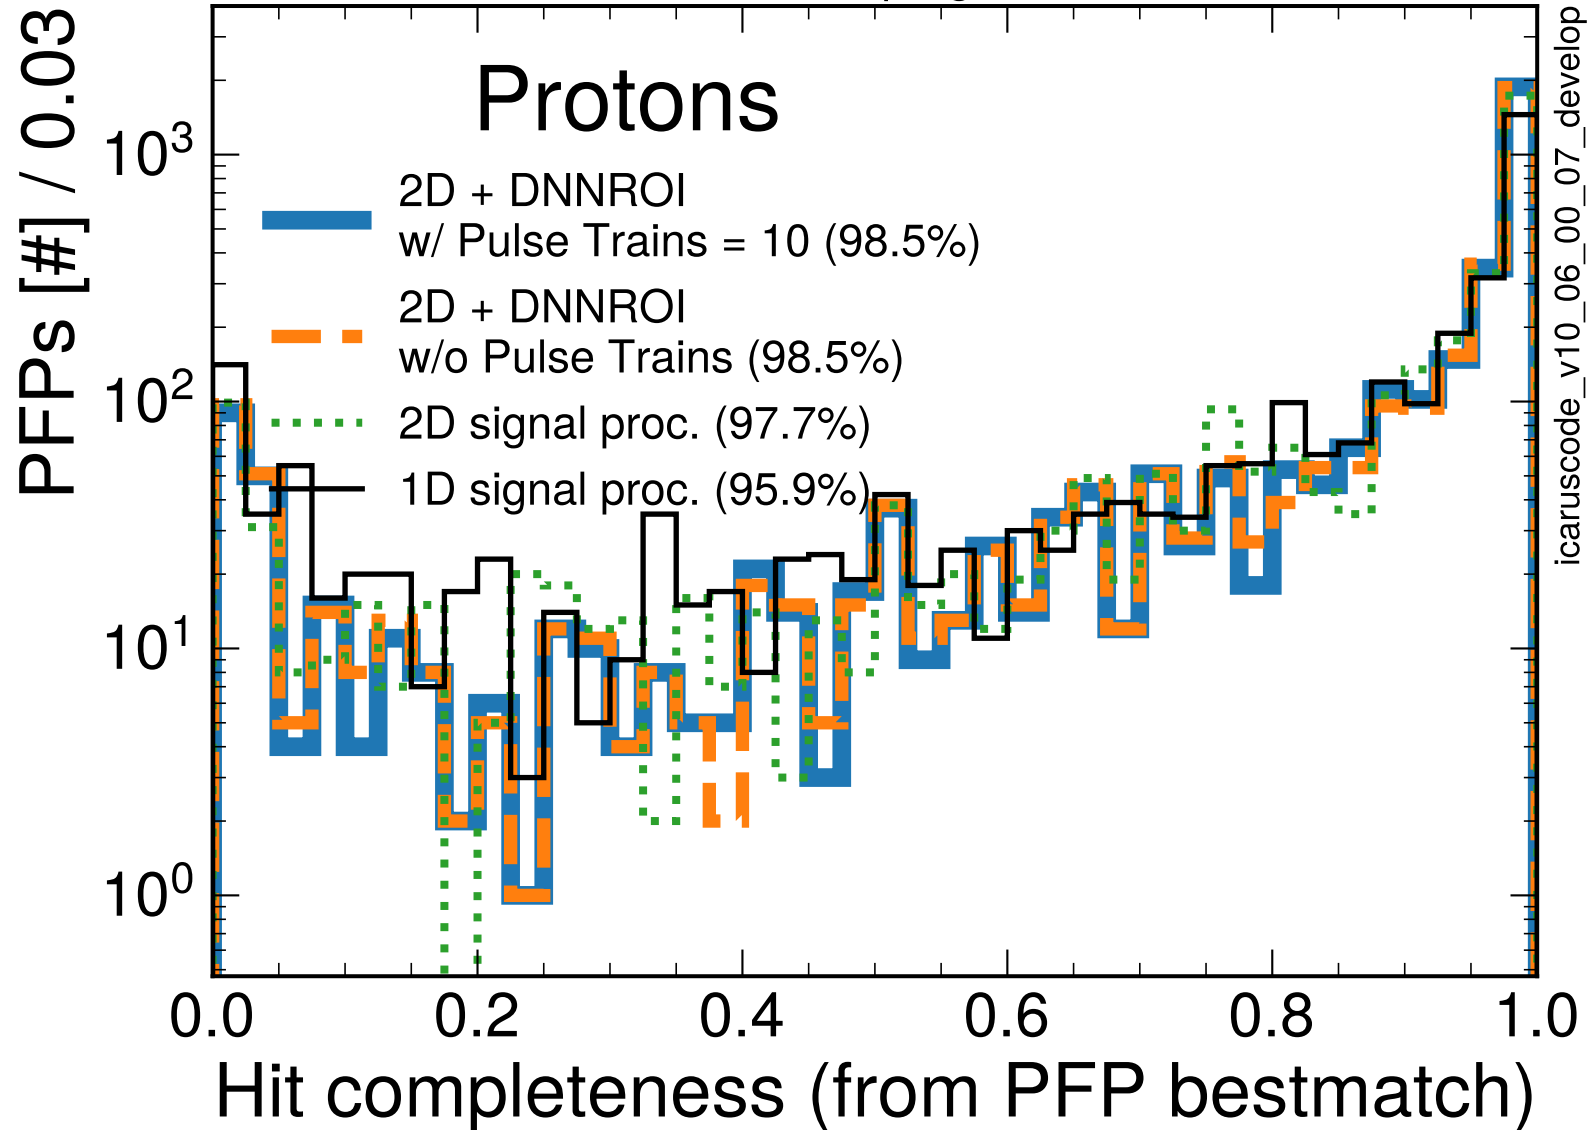 Protons
2D + DNNROI
w/ Pulse Trains = 10 (98.5%)
2D + DNNROI
w/o Pulse Trains (98.5%)
2D signal proc. (97.7%)
1D signal proc. (95.9%)
PFPs [#] / 0.03
10³
10²
10¹
10⁰
0.0 0.2 0.4 0.6 0.8 1.0
Hit completeness (from PFP bestmatch)
icaruscode_v10_06_00_07_develop